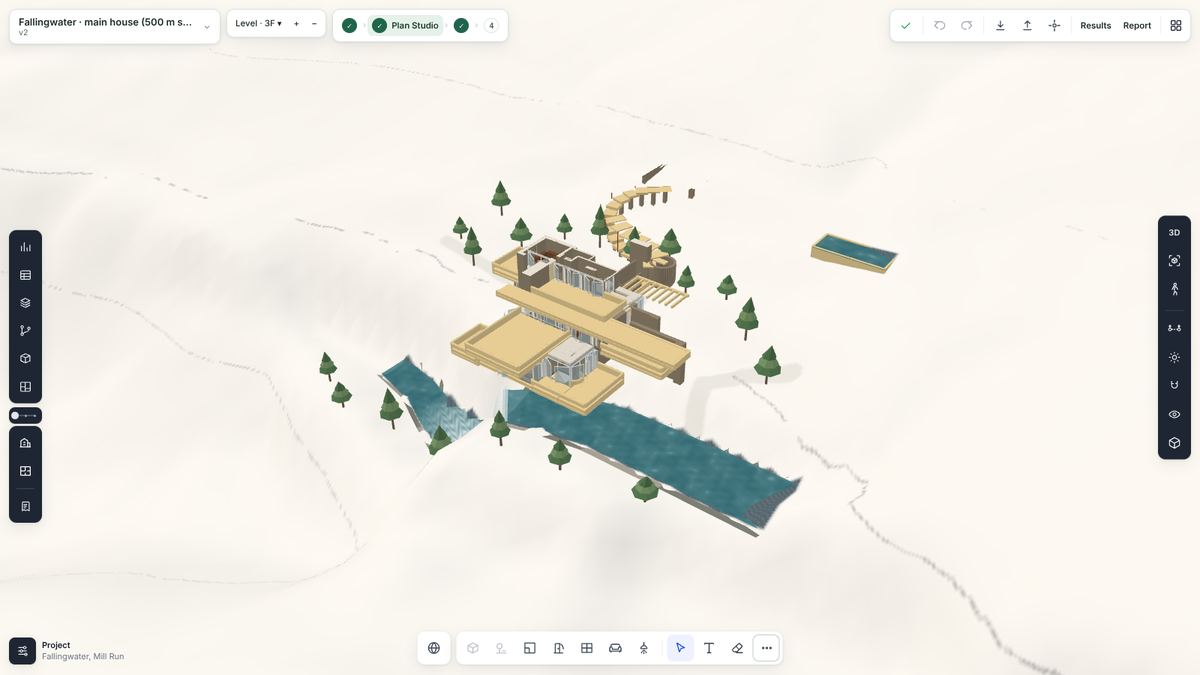 Fallingwater · main house (500 m s...
v2
Level · 3F ▾ + −
Plan Studio
4
Results
Report
3D
Project
Fallingwater, Mill Run